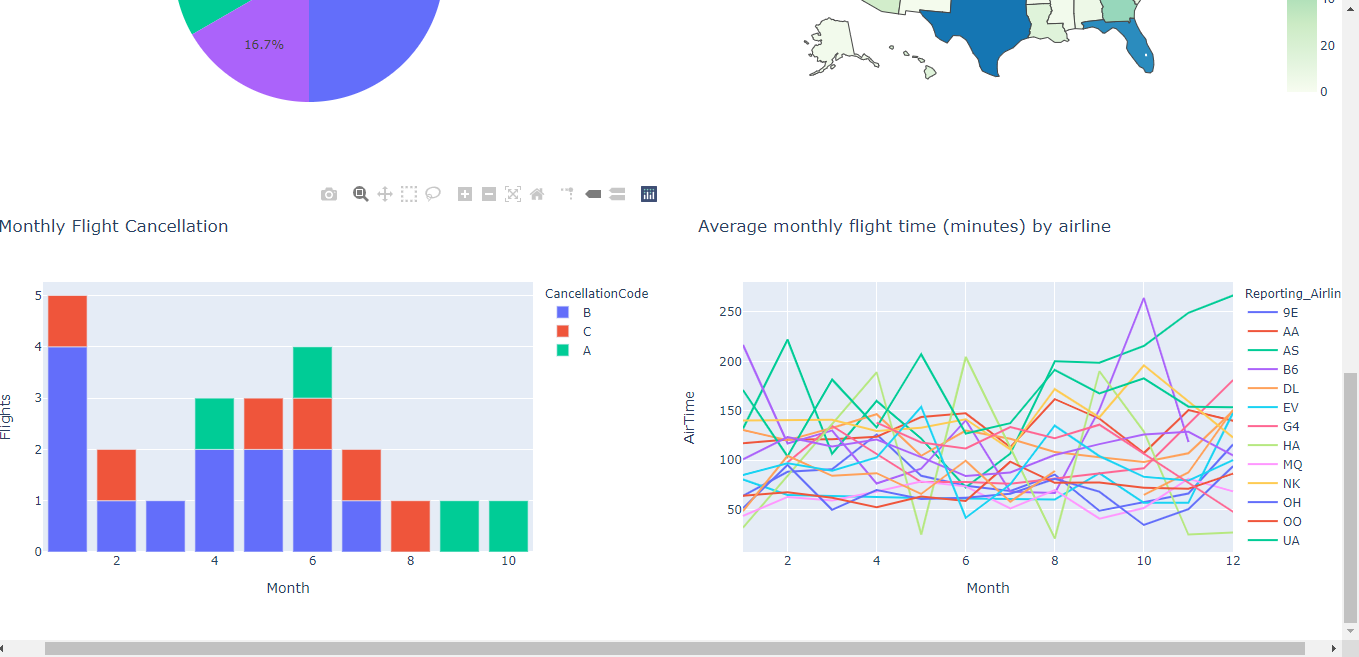 16.7%
20
0
Monthly Flight Cancellation
Average monthly flight time (minutes) by airline
CancellationCode
B
C
A
5
4
3
2
1
0
Flights
2
4
6
8
10
Month
Reporting_Airlin
9E
AA
AS
B6
DL
EV
G4
HA
MQ
NK
OH
OO
UA
250
200
150
100
50
AirTime
2
4
6
8
10
12
Month